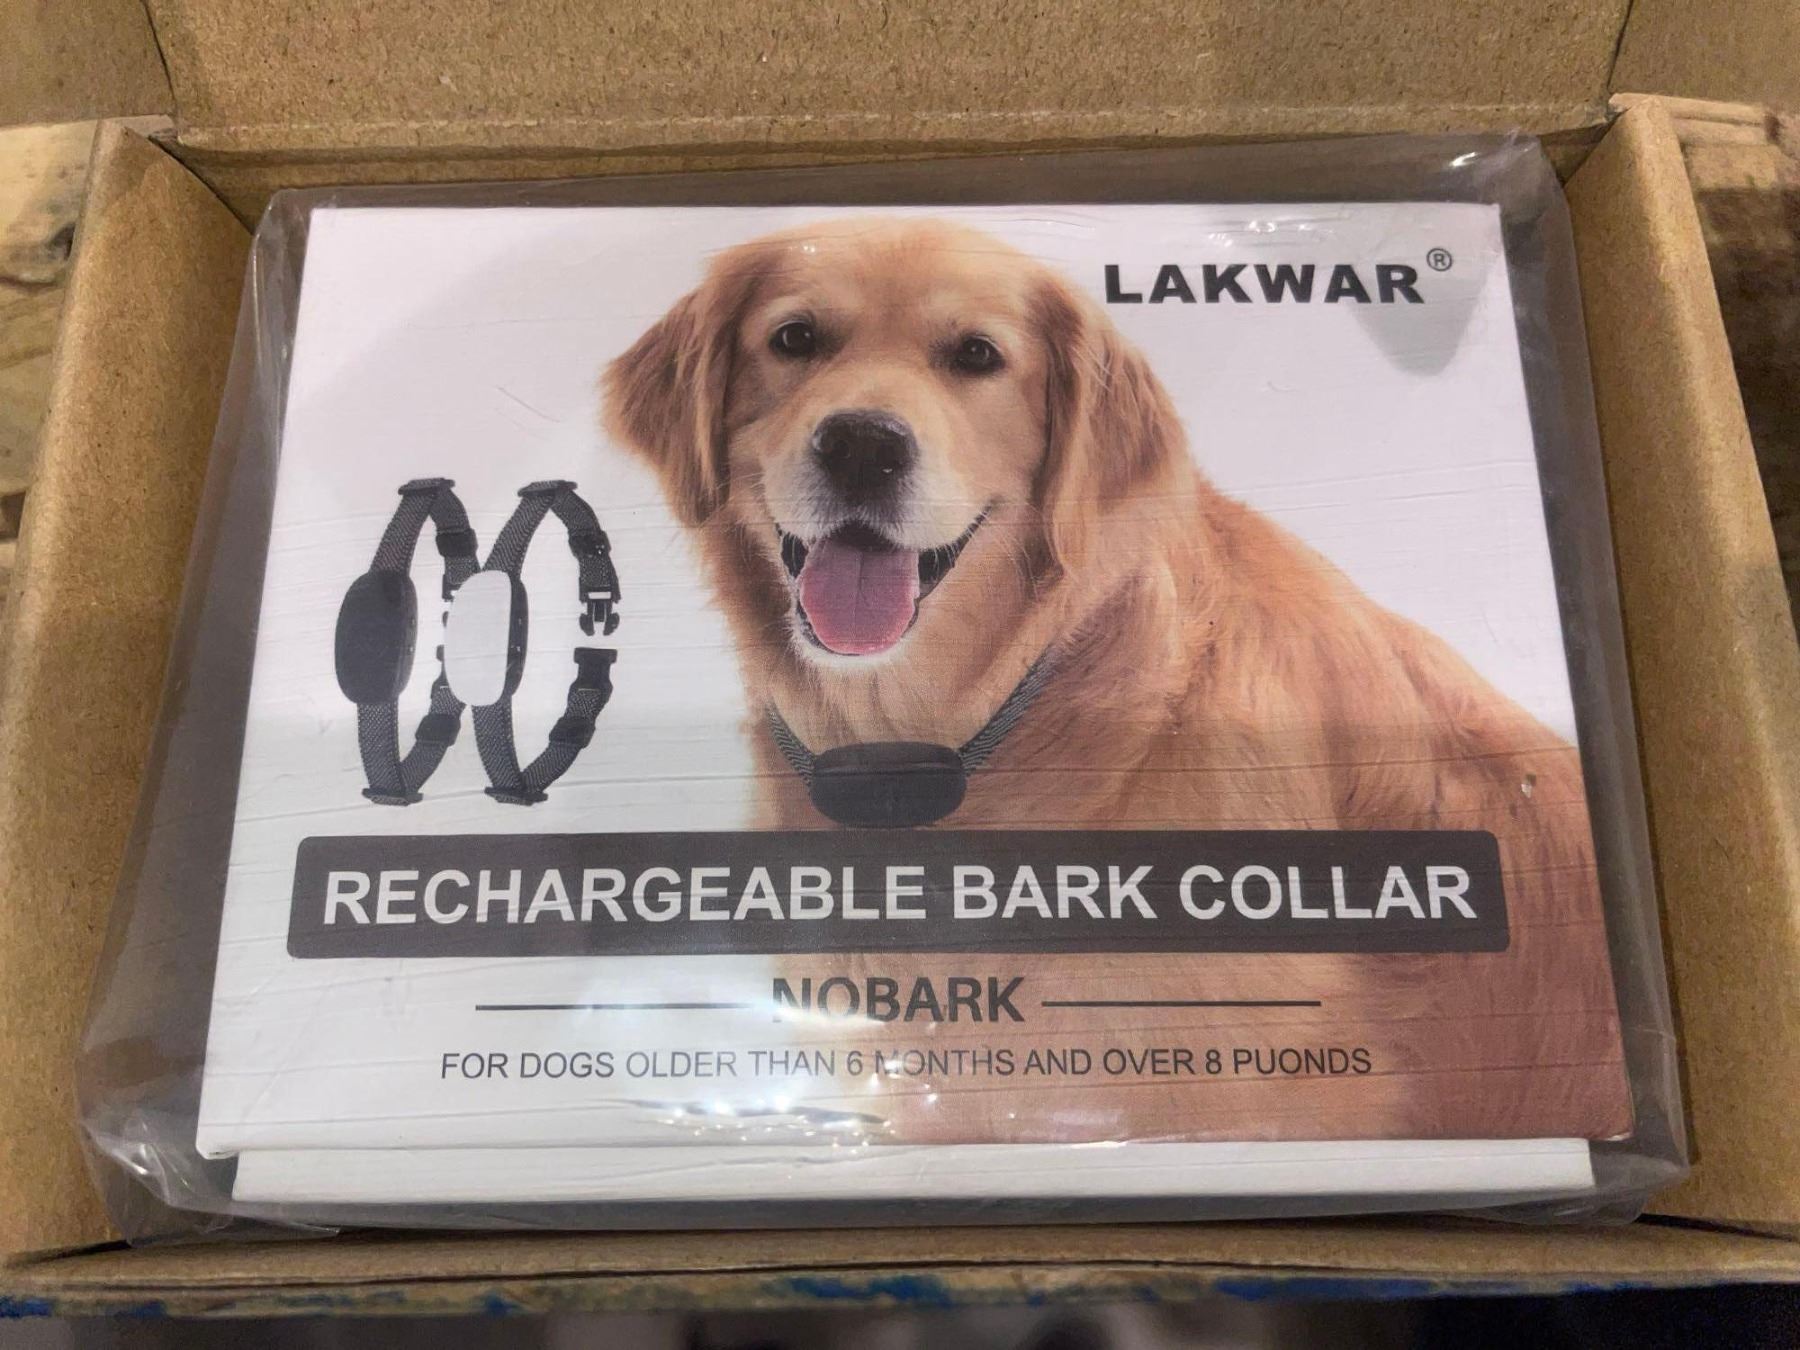 LAKWAR®
RECHARGEABLE BARK COLLAR
NOBARK
FOR DOGS OLDER THAN 6 MONTHS AND OVER 8 PUONDS